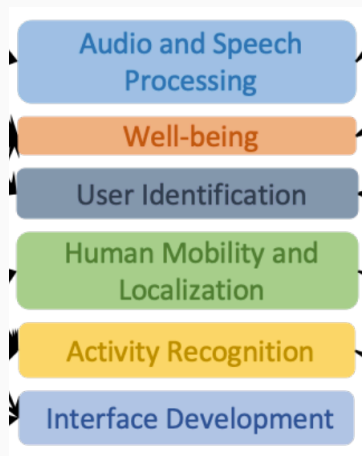 Audio and Speech
Processing
Well-being
User Identification
Human Mobility and
Localization
Activity Recognition
Interface Development